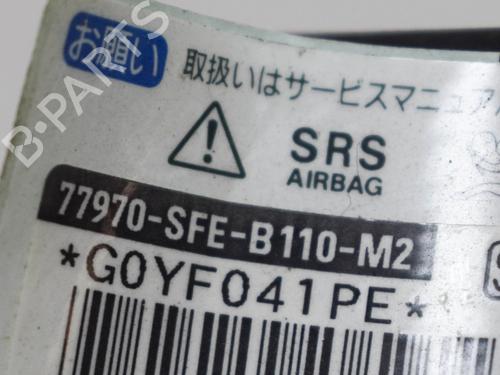 お願い
取扱いはサービスマニュア
SRS
AIRBAG
77970-SFE-B110-M2
*G0YF041PE*
B-PARTS